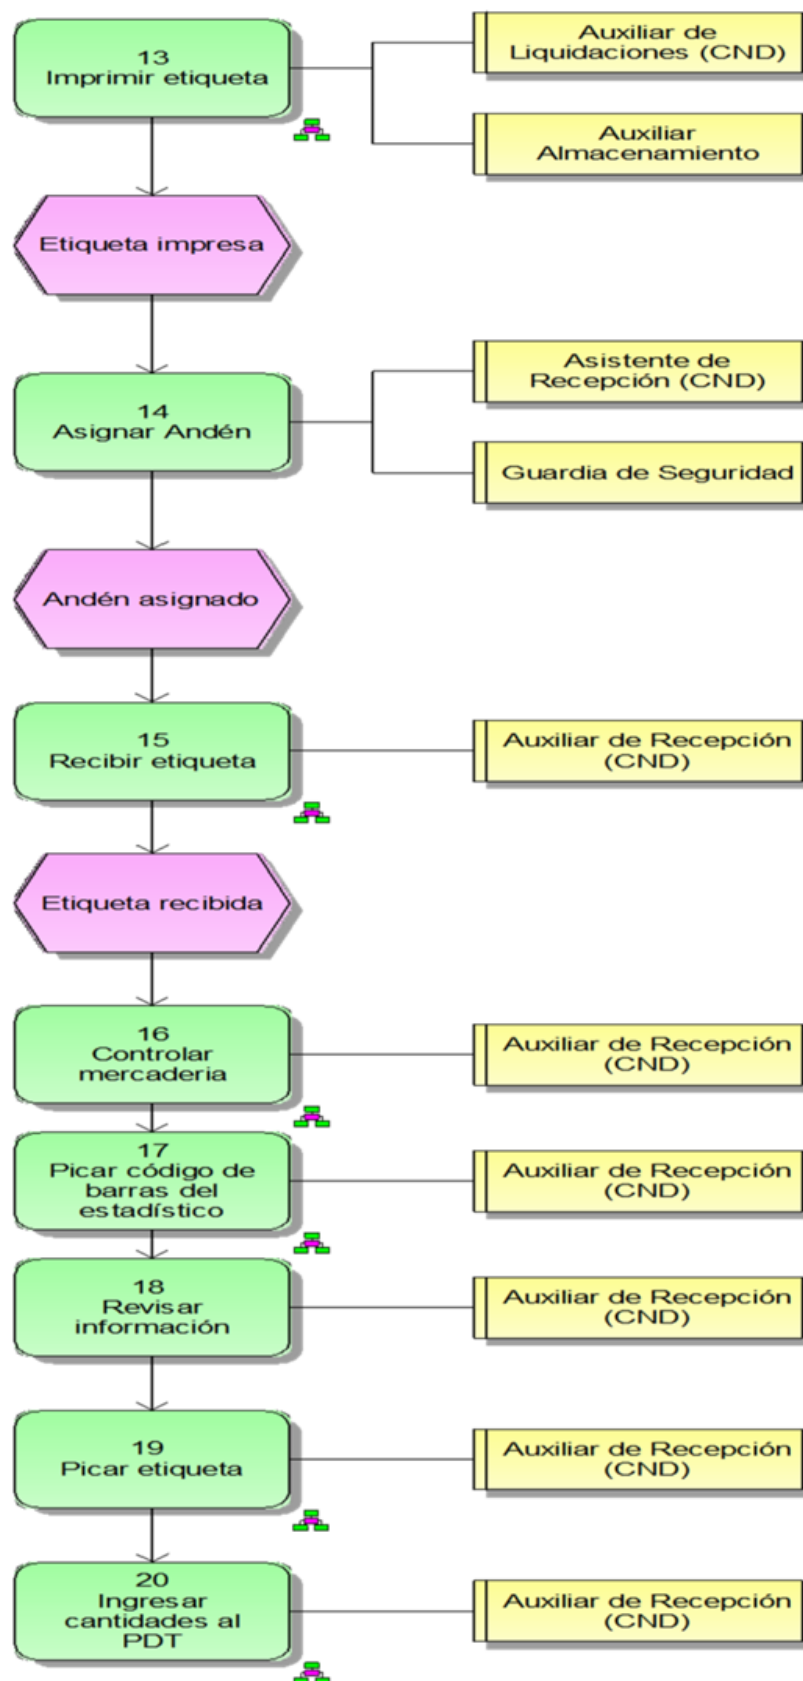 13
Imprimir etiqueta
Auxiliar de
Liquidaciones (CND)
Auxiliar
Almacenamiento
Etiqueta impresa
14
Asignar Andén
Asistente de
Recepción (CND)
Guardia de Seguridad
Andén asignado
15
Recibir etiqueta
Auxiliar de Recepción
(CND)
Etiqueta recibida
16
Controlar
mercaderia
Auxiliar de Recepción
(CND)
17
Picar código de
barras del
estadístico
Auxiliar de Recepción
(CND)
18
Revisar
información
Auxiliar de Recepción
(CND)
19
Picar etiqueta
Auxiliar de Recepción
(CND)
20
Ingresar
cantidades al
PDT
Auxiliar de Recepción
(CND)